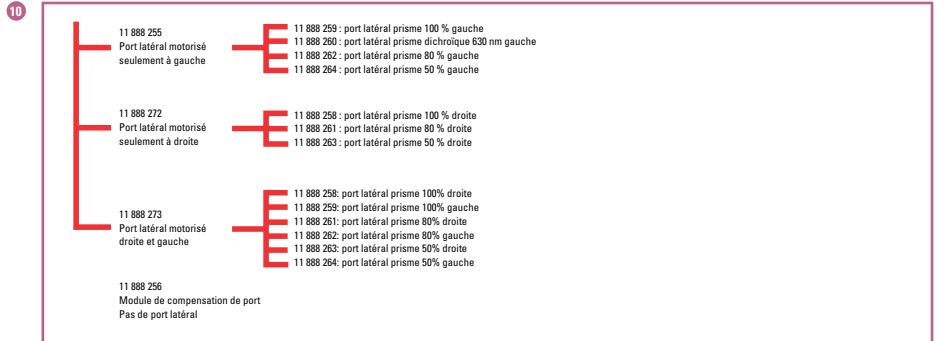 10
11 888 255
Port latéral motorisé
seulement à gauche
11 888 259 : port latéral prisme 100 % gauche
11 888 260 : port latéral prisme dichroïque 630 nm gauche
11 888 262 : port latéral prisme 80 % gauche
11 888 264 : port latéral prisme 50 % gauche
11 888 272
Port latéral motorisé
seulement à droite
11 888 258 : port latéral prisme 100 % droite
11 888 261 : port latéral prisme 80 % droite
11 888 263 : port latéral prisme 50 % droite
11 888 273
Port latéral motorisé
droite et gauche
11 888 258: port latéral prisme 100% droite
11 888 259: port latéral prisme 100% gauche
11 888 261: port latéral prisme 80% droite
11 888 262: port latéral prisme 80% gauche
11 888 263: port latéral prisme 50% droite
11 888 264: port latéral prisme 50% gauche
11 888 256
Module de compensation de port
Pas de port latéral